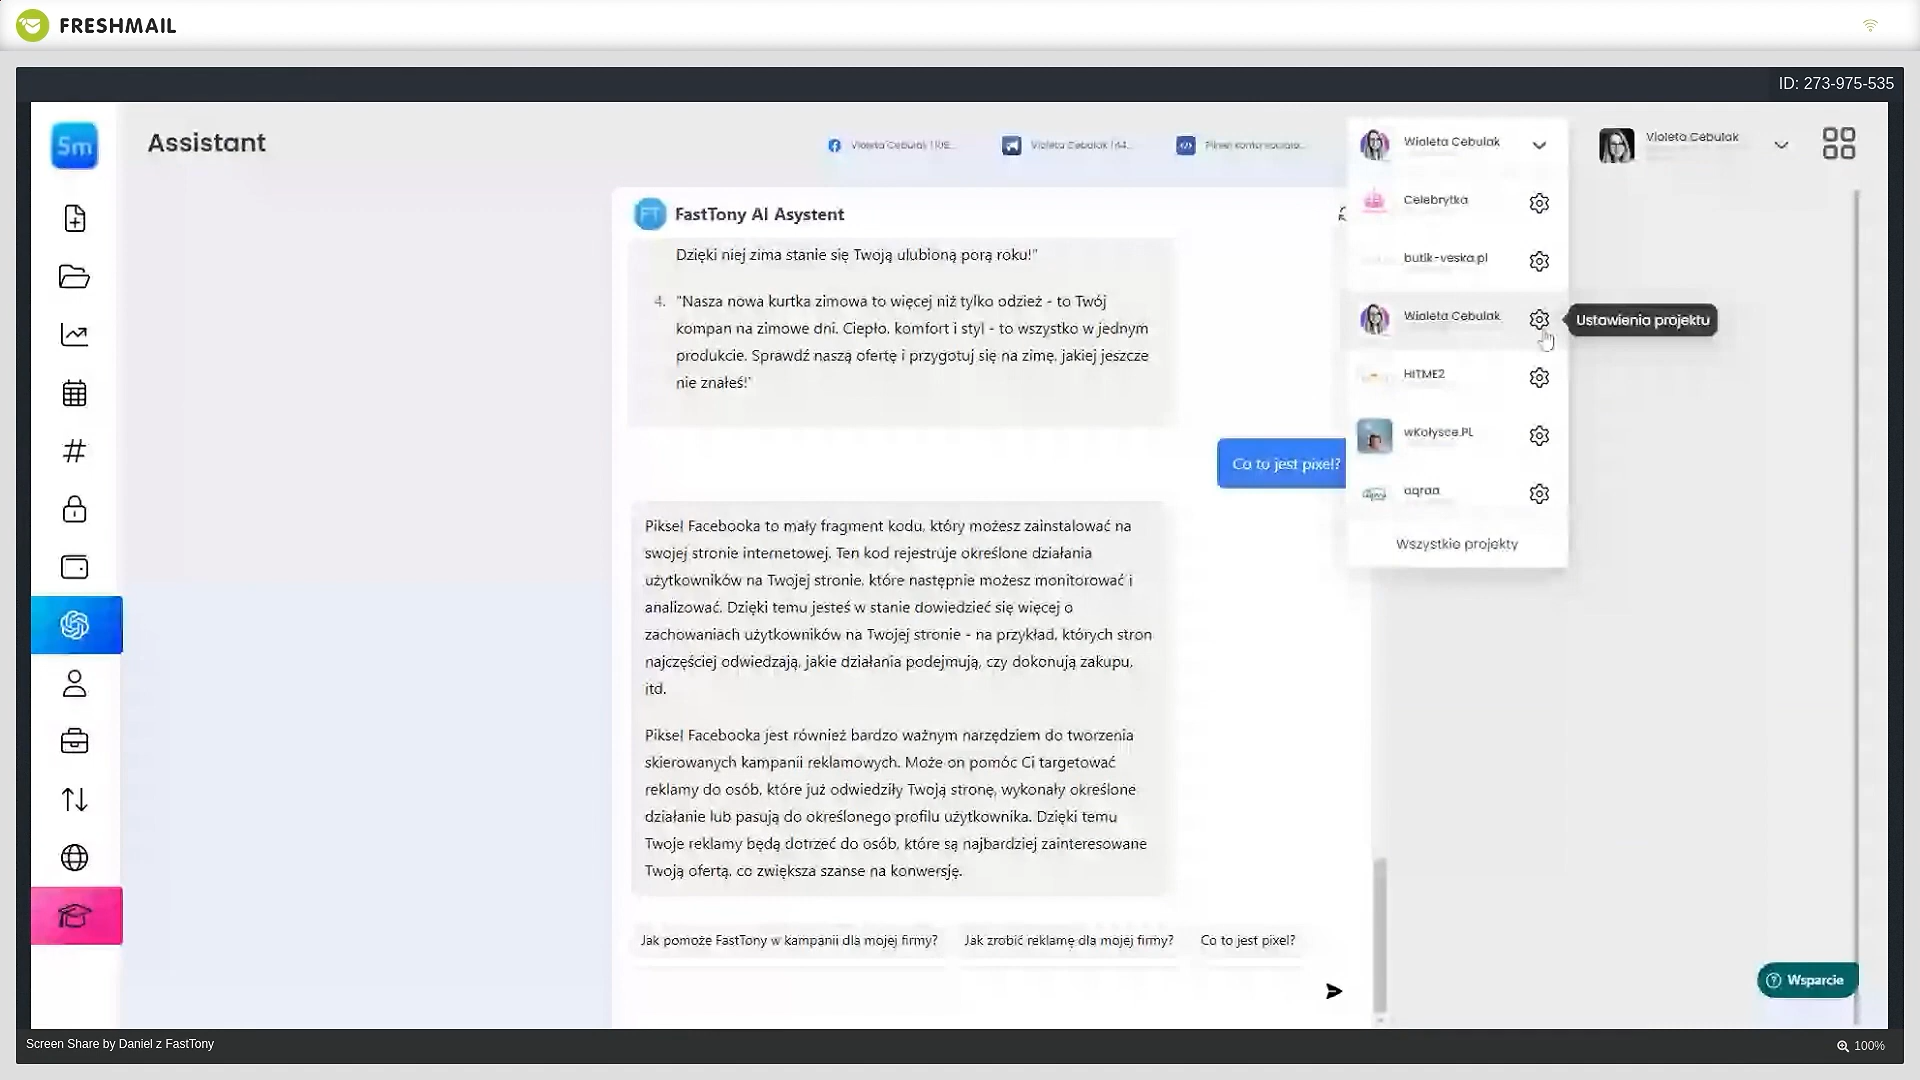 FRESHMAIL
ID: 273-975-535
5m
Assistant
Violeta Cebulak
Wioleta Cebulak
Violeta Cebulak
Celebrytka
butik-veska.pl
Wioleta Cebulak
Ustawienia projektu
HITME2
wKołysce.PL
aqraa
Wszystkie projekty
FT FastTony AI Asystent
Dzięki niej zima stanie się Twoją ulubioną porą roku!"
4. "Nasza nowa kurtka zimowa to więcej niż tylko odzież - to Twój
kompan na zimowe dni. Ciepło, komfort i styl - to wszystko w jednym
produkcie. Sprawdź naszą ofertę i przygotuj się na zimę, jakiej jeszcze
nie znałeś!"
Co to jest pixel?
Piksel Facebooka to mały fragment kodu, który możesz zainstalować na
swojej stronie internetowej. Ten kod rejestruje określone działania
użytkowników na Twojej stronie, które następnie możesz monitorować i
analizować. Dzięki temu jesteś w stanie dowiedzieć się więcej o
zachowaniach użytkowników na Twojej stronie - na przykład, których stron
najczęściej odwiedzają, jakie działania podejmują, czy dokonują zakupu,
itd.
Piksel Facebooka jest również bardzo ważnym narzędziem do tworzenia
skierowanych kampanii reklamowych. Może on pomóc Ci targetować
reklamy do osób, które już odwiedziły Twoją stronę, wykonały określone
działanie lub pasują do określonego profilu użytkownika. Dzięki temu
Twoje reklamy będą dotrzeć do osób, które są najbardziej zainteresowane
Twoją ofertą, co zwiększa szanse na konwersję.
Jak pomoże FastTony w kampanii dla mojej firmy? Jak zrobić reklamę dla mojej firmy? Co to jest pixel?
Wsparcie
Screen Share by Daniel z FastTony
100%